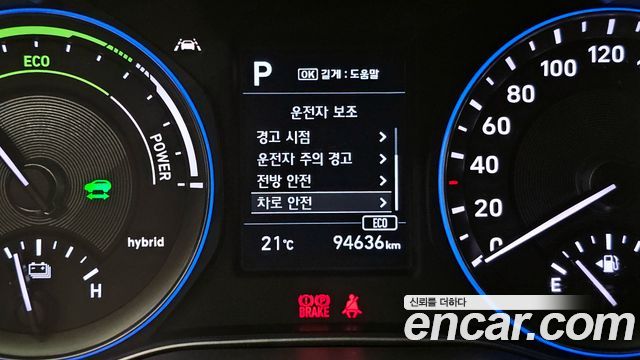 ECO
POWER
hybrid
H
P
OK 길게 : 도움말
운전자 보조
경고 시점 >
운전자 주의 경고 >
전방 안전 >
차로 안전 >
ECO
21℃ 94636km
BRAKE
120
100
80
60
40
20
0
E
신뢰를 더하다
encar.com